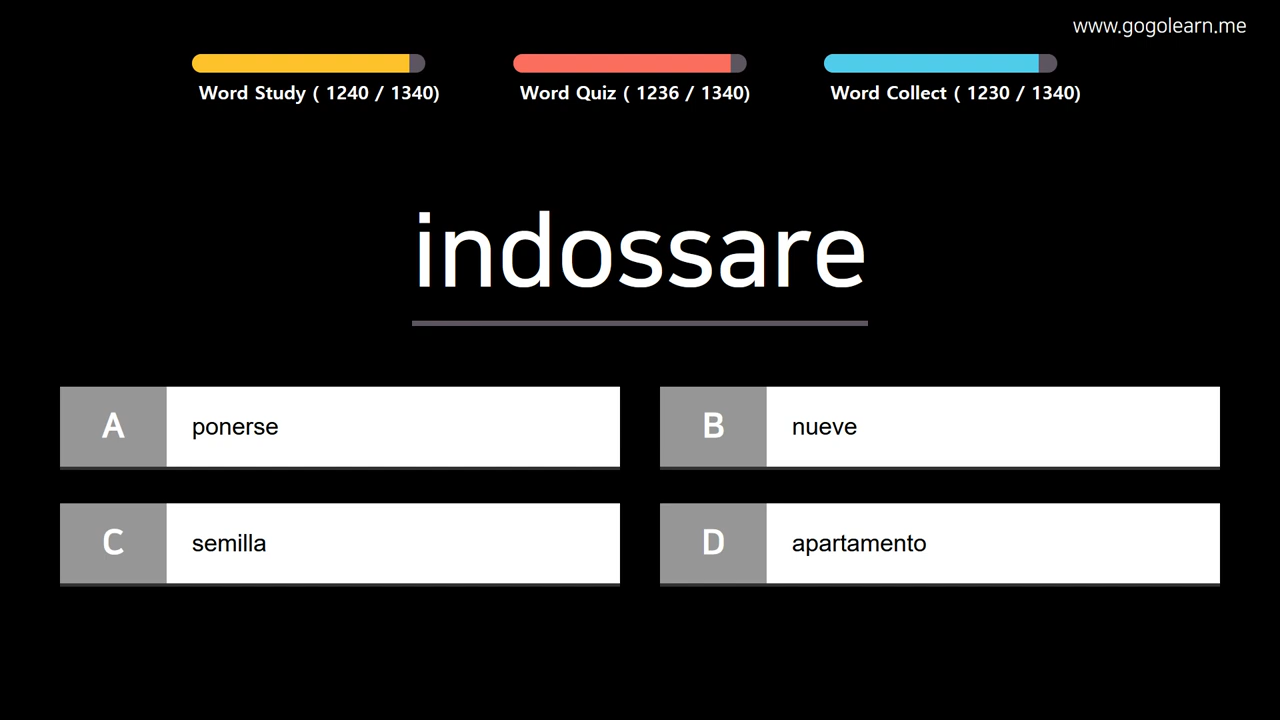 www.gogolearn.me
Word Study ( 1240 / 1340)
Word Quiz ( 1236 / 1340)
Word Collect ( 1230 / 1340)
indossare
A ponerse
B nueve
C semilla
D apartamento